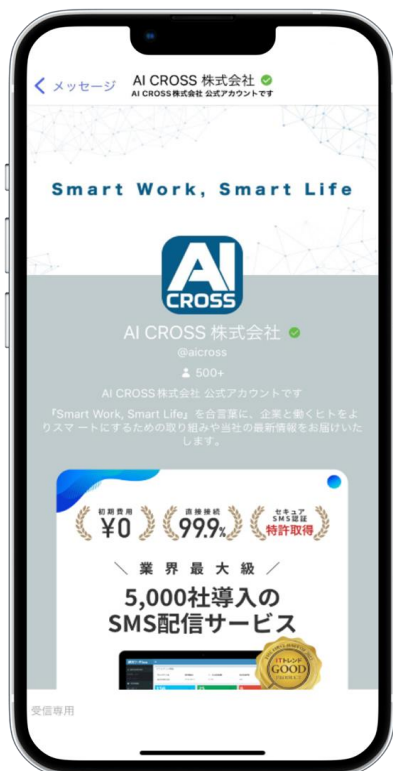 メッセージ
AI CROSS 株式会社
AI CROSS株式会社 公式アカウントです
Smart Work, Smart Life
AI
CROSS
AI CROSS 株式会社
@aicross
500+
AI CROSS株式会社 公式アカウントです
「Smart Work, Smart Life」を合言葉に、企業と働くヒトをよ
りスマ ートにするための取り組みや当社の最新情報をお届けいた
します。
初期費用
¥0
直接接続
99.9%
セキュア
SMS認証
特許取得
＼ 業界最大級 ／
5,000社導入の
SMS配信サービス
ITトレンド
GOOD
受信専用